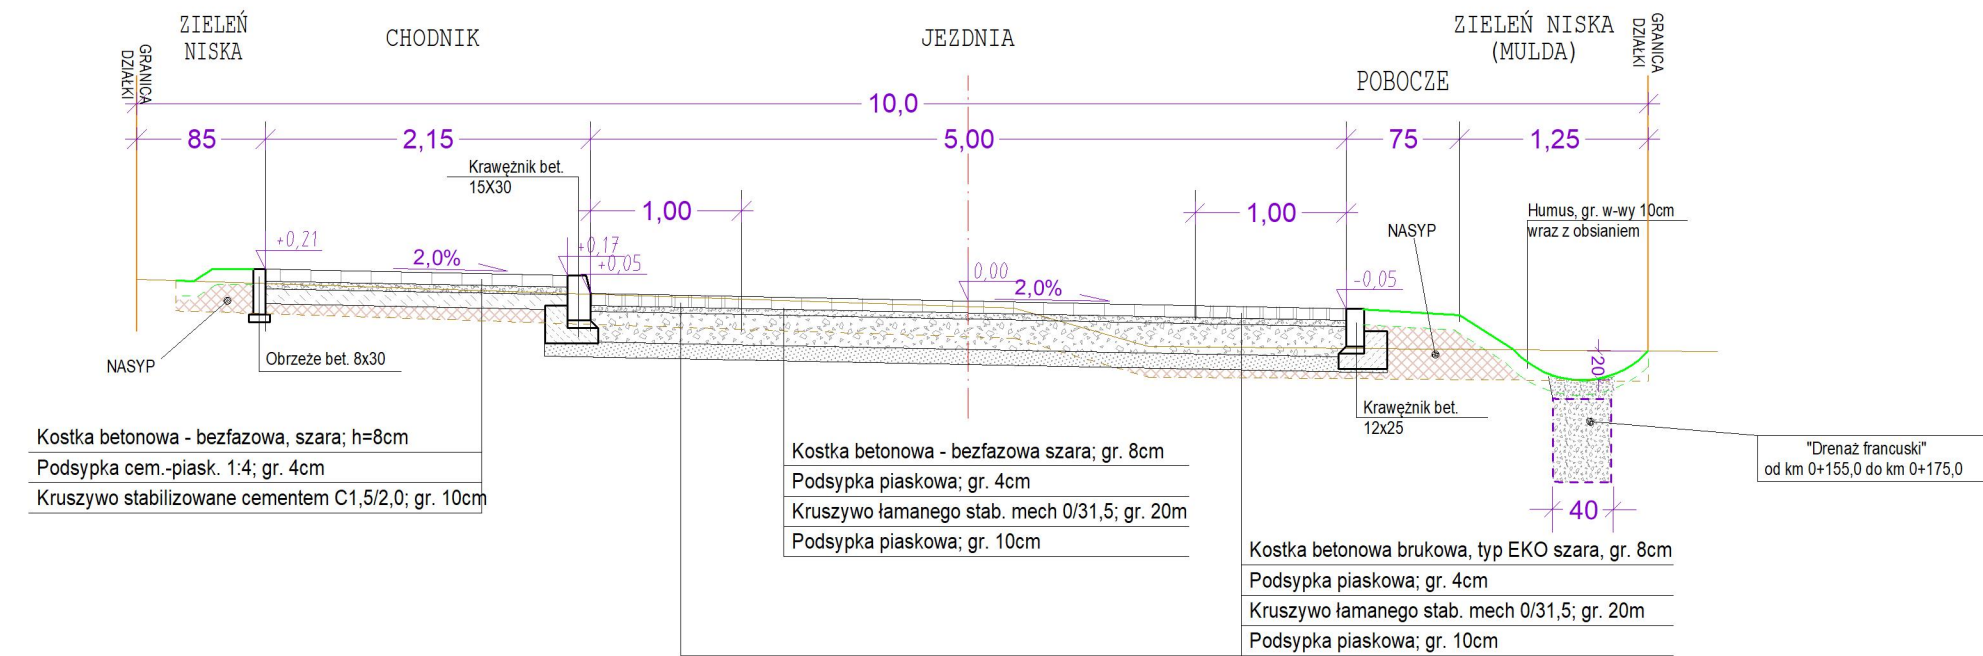 ZIELEŃ
NISKA
CHODNIK
JEZDNIA
ZIELEŃ NISKA
(MULDA)
POBOCZE
GRANICA
DZIAŁKI
GRANICA
DZIAŁKI
10,0
85
2,15
5,00
75
1,25
Krawężnik bet.
15X30
1,00
1,00
Humus, gr. w-wy 10cm
wraz z obsianiem
NASYP
+0,21
2,0%
+0,17
+0,05
0,00
2,0%
-0,05
20
NASYP
Obrzeże bet. 8x30
Krawężnik bet.
12x25
Kostka betonowa - bezfazowa, szara; h=8cm
Podsypka cem.-piask. 1:4; gr. 4cm
Kruszywo stabilizowane cementem C1,5/2,0; gr. 10cm
Kostka betonowa - bezfazowa szara; gr. 8cm
Podsypka piaskowa; gr. 4cm
Kruszywo łamanego stab. mech 0/31,5; gr. 20m
Podsypka piaskowa; gr. 10cm
"Drenaż francuski"
od km 0+155,0 do km 0+175,0
40
Kostka betonowa brukowa, typ EKO szara, gr. 8cm
Podsypka piaskowa; gr. 4cm
Kruszywo łamanego stab. mech 0/31,5; gr. 20m
Podsypka piaskowa; gr. 10cm